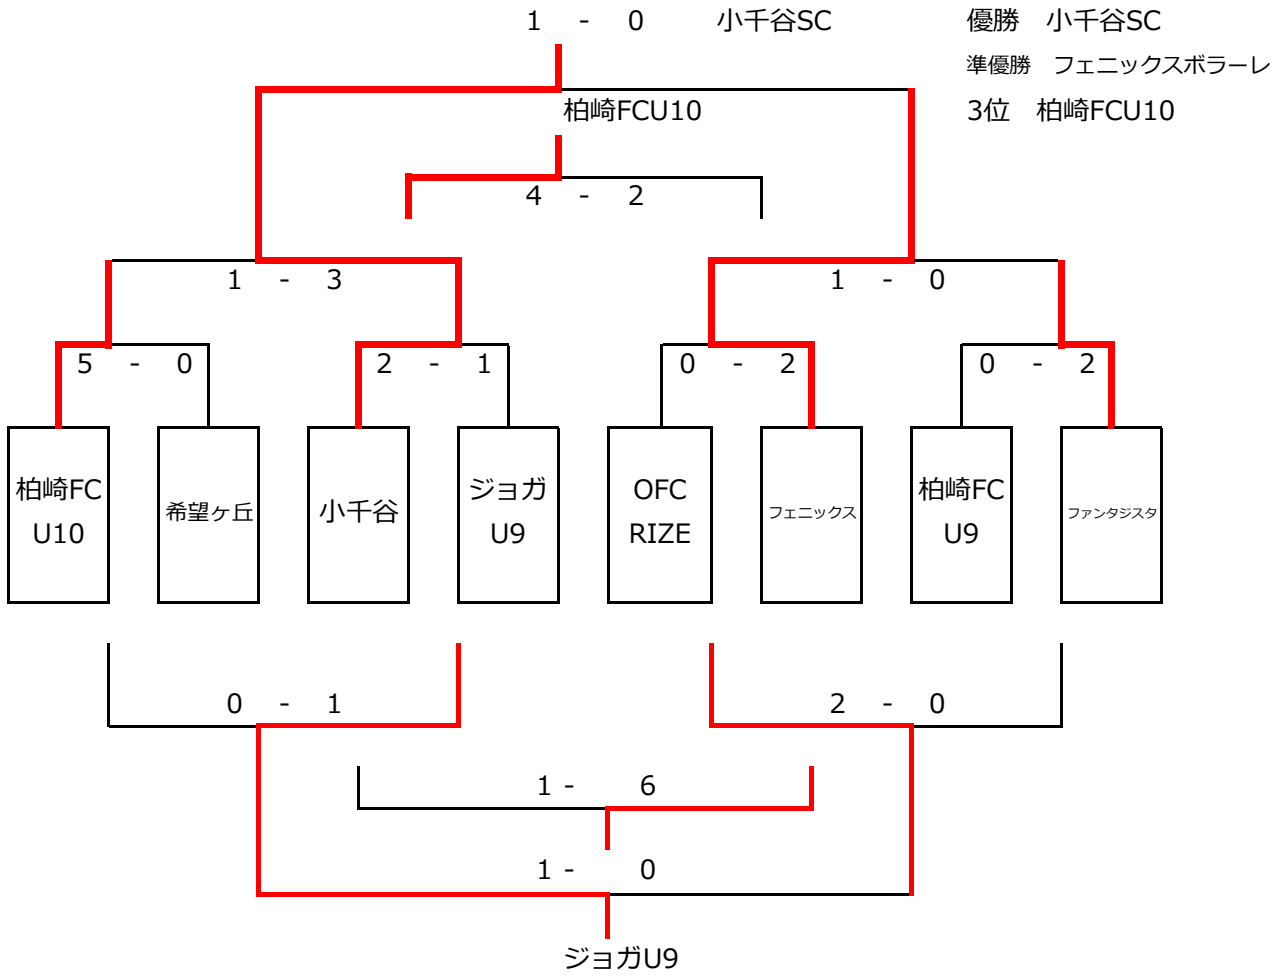 1 - 0 小千谷SC
優勝 小千谷SC
準優勝 フェニックスボラーレ
柏崎FCU10
3位 柏崎FCU10
4 - 2
1 - 3
1 - 0
5 - 0
2 - 1
0 - 2
0 - 2
柏崎FC
U10
希望ヶ丘
小千谷
ジョガ
U9
OFC
RIZE
フェニックス
柏崎FC
U9
ファンタジスタ
0 - 1
2 - 0
1 - 6
1 - 0
ジョガU9